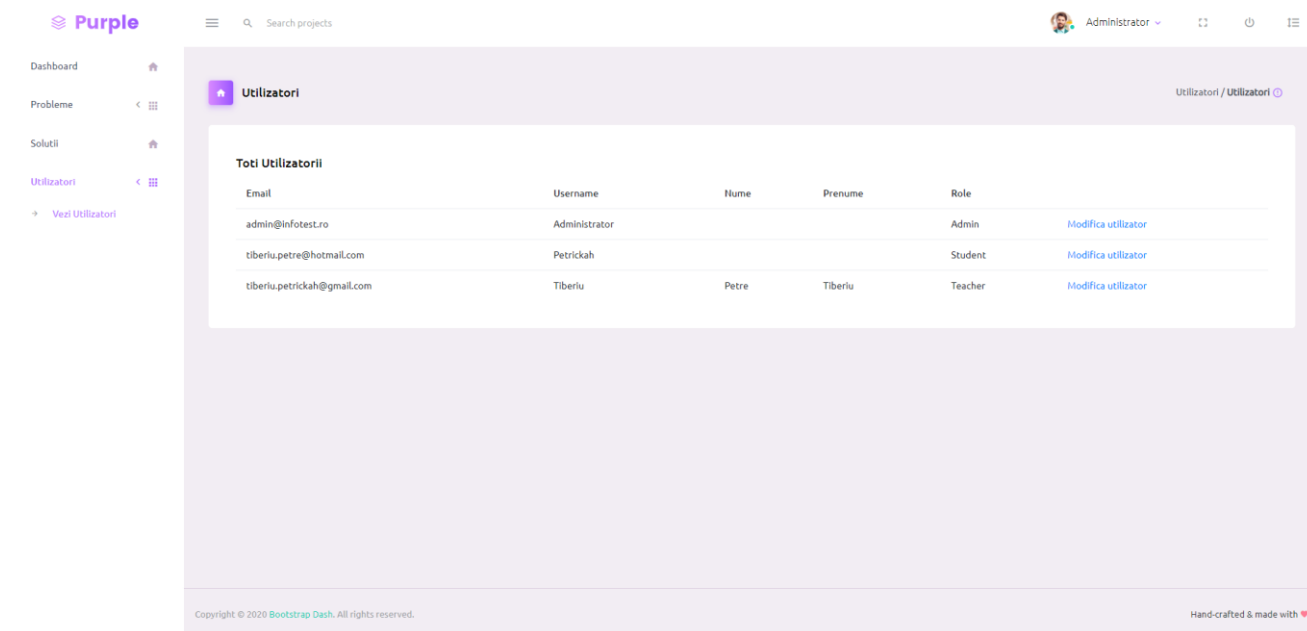 Purple
Search projects
Administrator
Dashboard
Probleme
Solutii
Utilizatori
Vezi Utilizatori
Utilizatori
Utilizatori / Utilizatori
Toti Utilizatorii
Email Username Nume Prenume Role
admin@infotest.ro Administrator Admin Modifica utilizator
tiberiu.petre@hotmail.com Petrickah Student Modifica utilizator
tiberiu.petrickah@gmail.com Tiberiu Petre Tiberiu Teacher Modifica utilizator
Copyright © 2020 Bootstrap Dash. All rights reserved.
Hand-crafted & made with